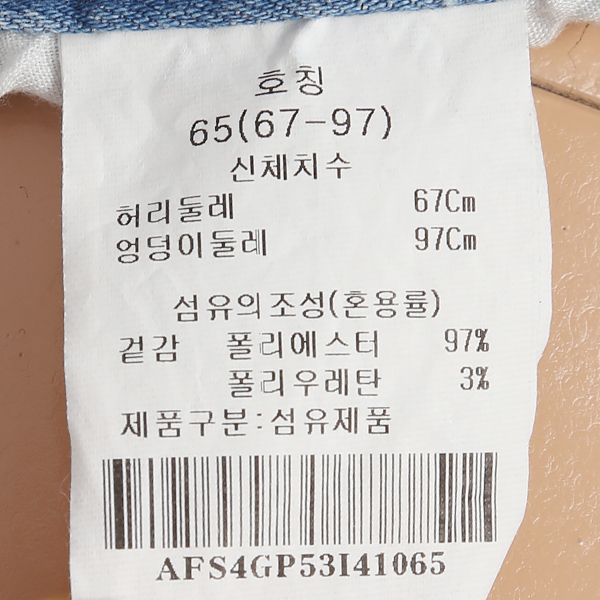 호칭
65(67-97)
신체치수
허리둘레 67Cm
엉덩이둘레 97Cm
섬유의조성(혼용률)
겉감 폴리에스터 97%
폴리우레탄 3%
제품구분:섬유제품
AFS4GP53I41065